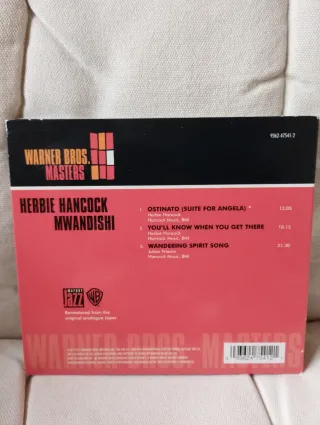 9362-47541-2
WARNER BROS.
MASTERS
HERBIE HANCOCK
MWANDISHI
1. OSTINATO (SUITE FOR ANGELA) * 13:05
Herbie Hancock
Hancock Music, BMI
2. YOU'LL KNOW WHEN YOU GET THERE 10:15
Herbie Hancock
Hancock Music, BMI
3. WANDERING SPIRIT SONG 21:30
Julian Priester
Hancock Music, BMI
JAZZ
WB
Remastered from the
original analogue tapes
WARNER BROS. MASTERS